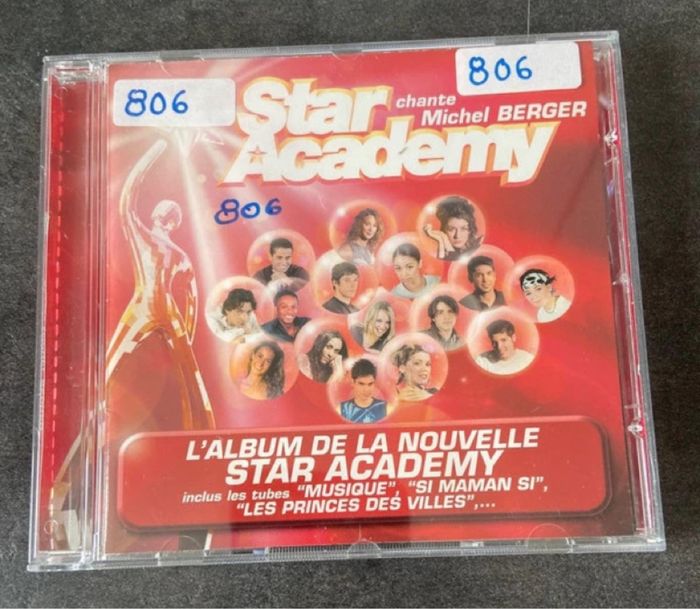 806
806
Star
chante
Michel BERGER
Academy
806
L'ALBUM DE LA NOUVELLE
STAR ACADEMY
inclus les tubes "MUSIQUE", "SI MAMAN SI",
"LES PRINCES DES VILLES",...